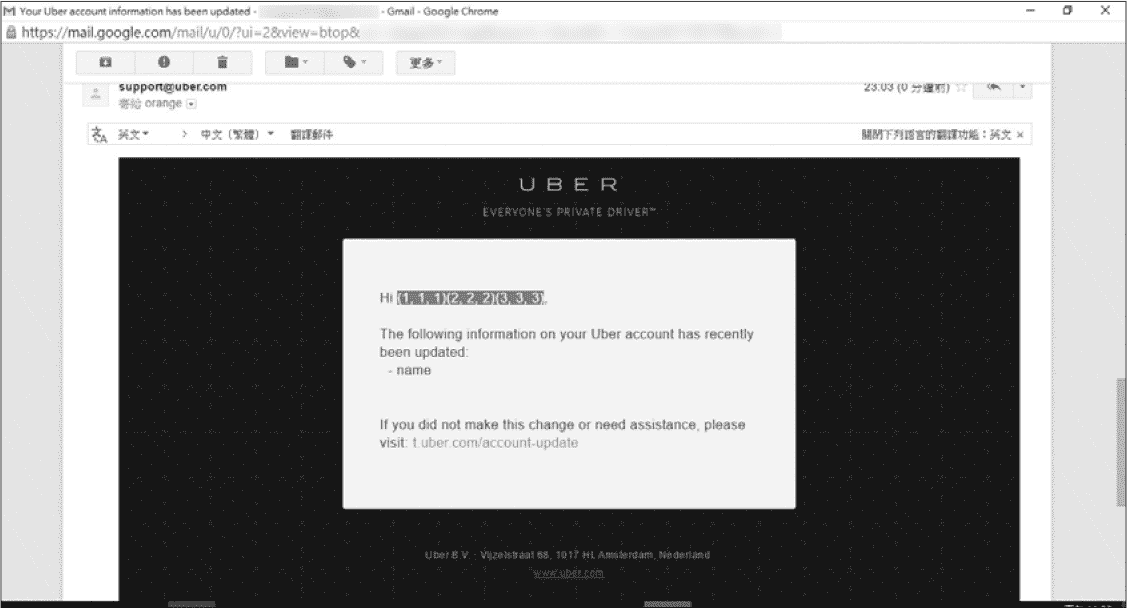 Your Uber account information has been updated - - Gmail - Google Chrome
https://mail.google.com/mail/u/0/?ui=2&view=btop&
更多
support@uber.com
23:03 (0 分鐘前)
寄給 orange
英文 > 中文 (繁體) 翻譯郵件
關閉下列語言的翻譯功能：英文 ×
UBER
EVERYONE'S PRIVATE DRIVER™
Hi (1, 1, 1)(2, 2, 2)(3, 3, 3),
The following information on your Uber account has recently
been updated:
- name
If you did not make this change or need assistance, please
visit: t.uber.com/account-update
Uber B.V. · Vijzelstraat 68, 1017 HL Amsterdam, Nederland
www.uber.com